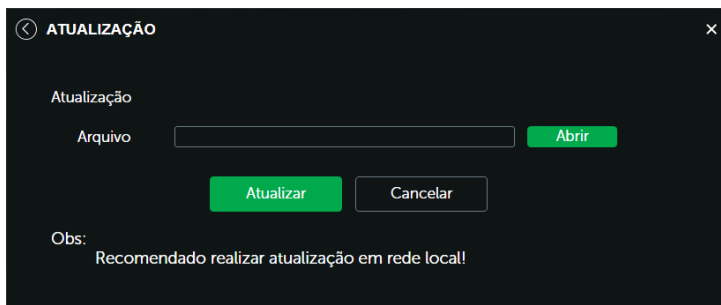 ATUALIZAÇÃO
Atualização
Arquivo Abrir
Atualizar Cancelar
Obs:
Recomendado realizar atualização em rede local!